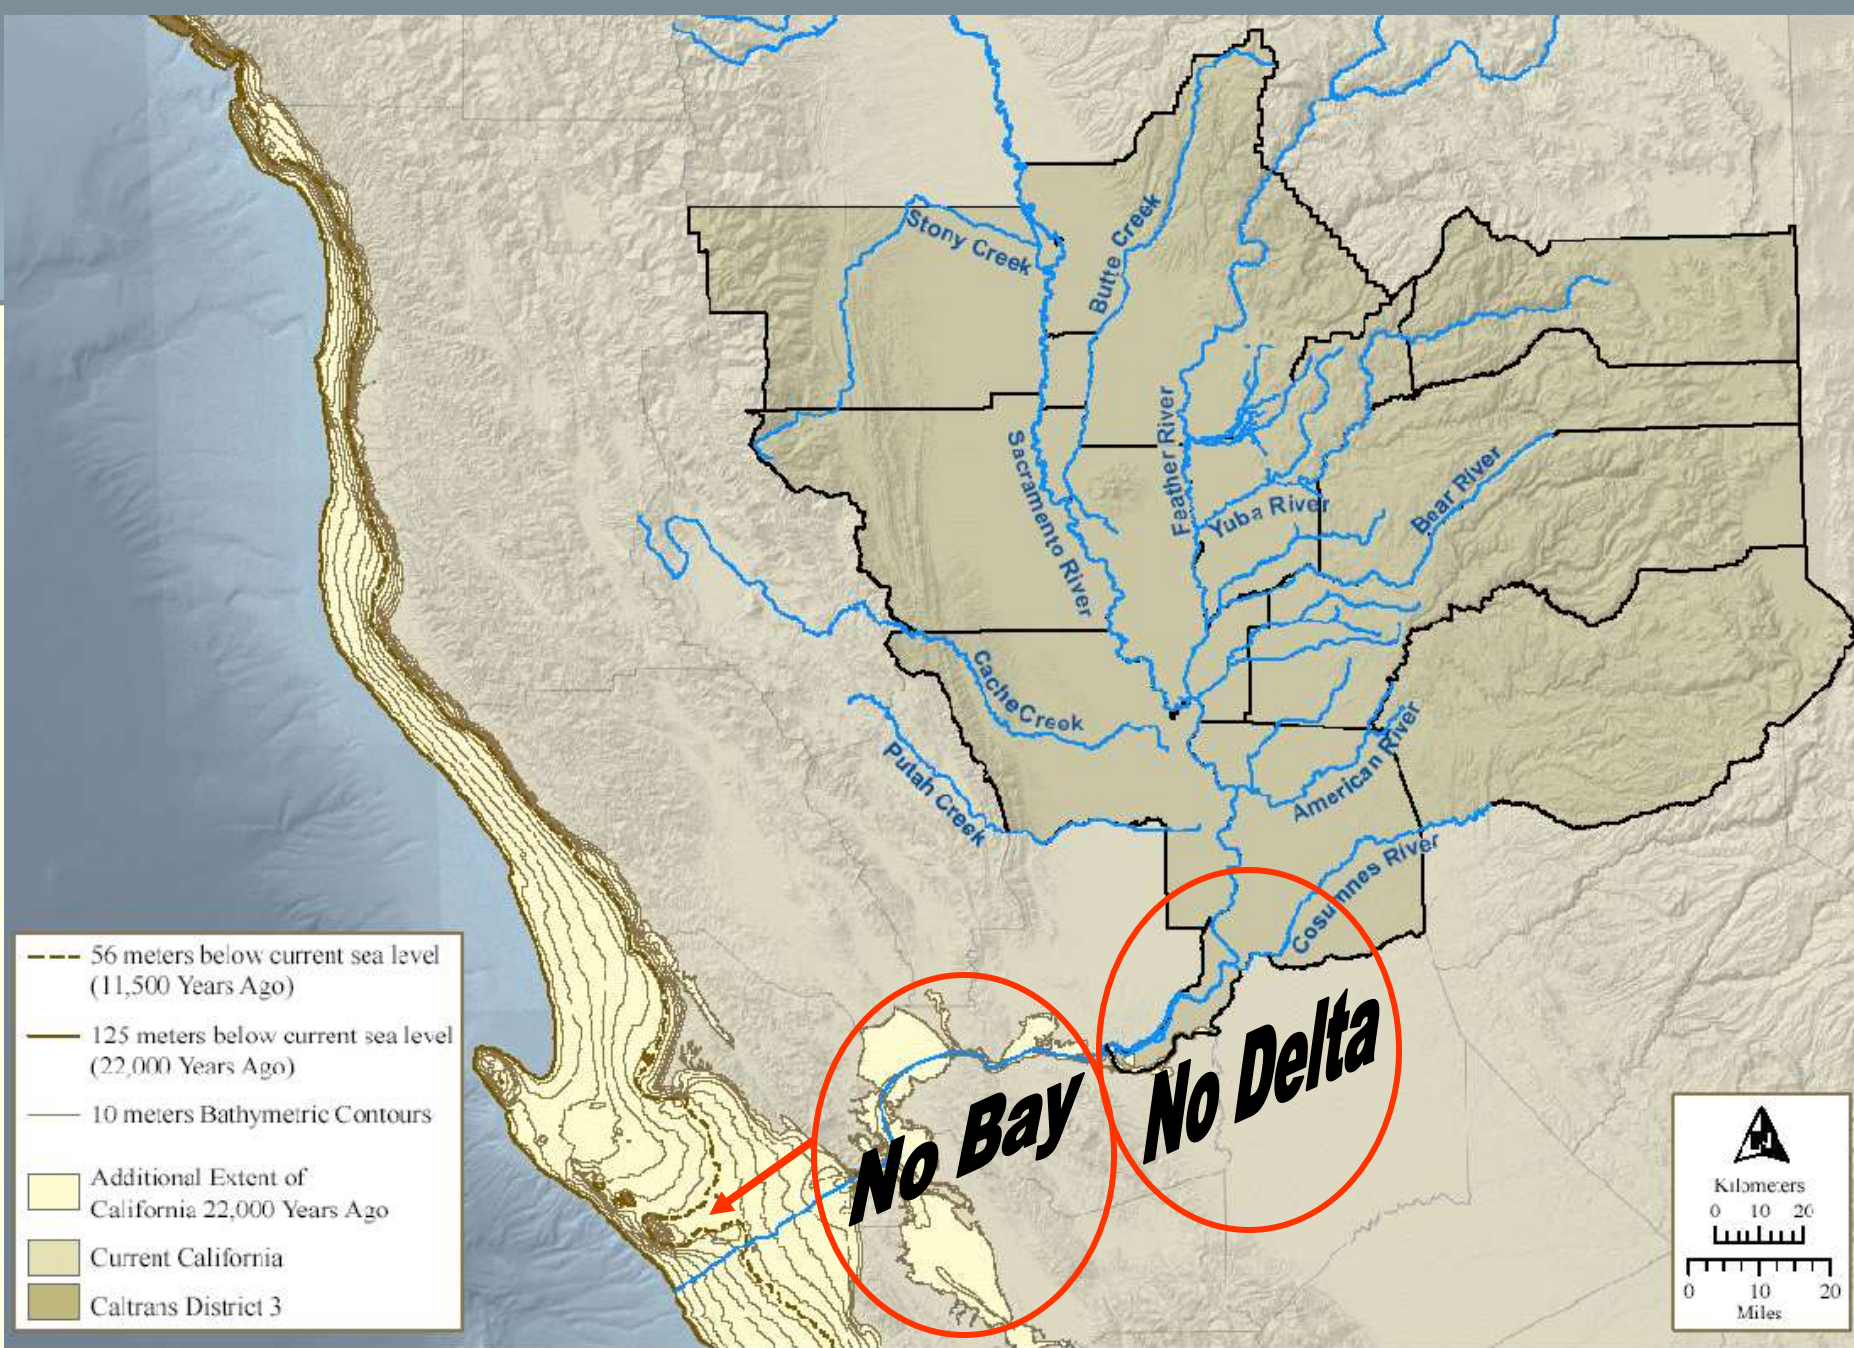 Stony Creek
Butte Creek
Feather River
Sacramento River
Yuba River
Bear River
Cache Creek
Putah Creek
American River
Cosumnes River
No Bay
No Delta
56 meters below current sea level
(11,500 Years Ago)
125 meters below current sea level
(22,000 Years Ago)
10 meters Bathymetric Contours
Additional Extent of
California 22,000 Years Ago
Current California
Caltrans District 3
Kilometers
0 10 20
0 10 20
Miles